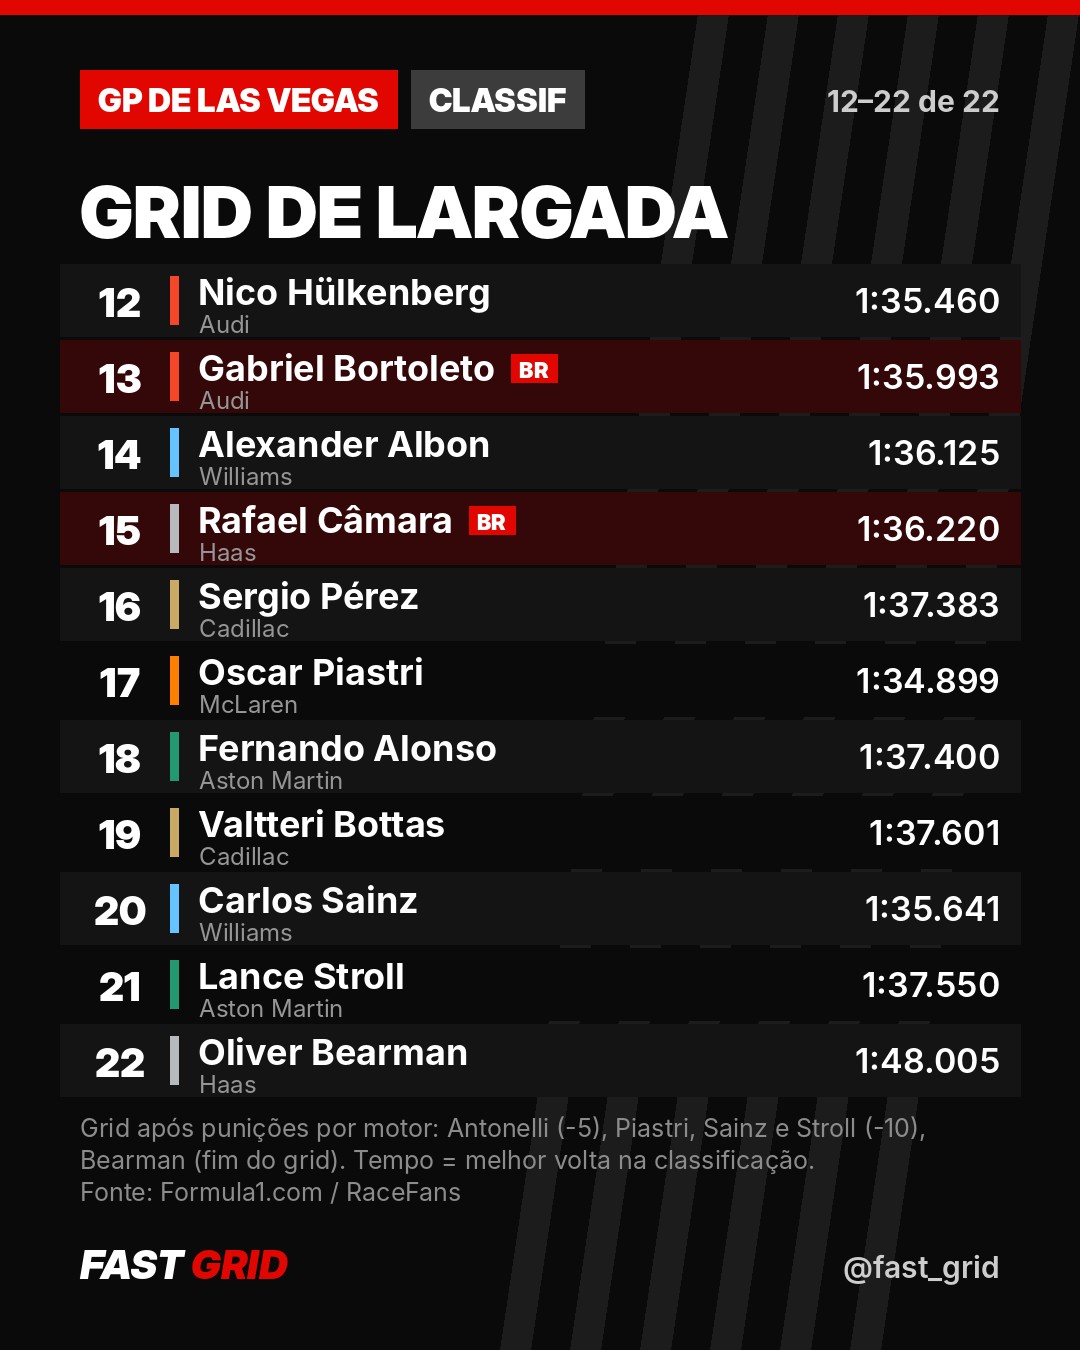 GP DE LAS VEGAS CLASSIF 12–22 de 22
GRID DE LARGADA
12 Nico Hülkenberg 1:35.460
Audi
13 Gabriel Bortoleto BR 1:35.993
Audi
14 Alexander Albon 1:36.125
Williams
15 Rafael Câmara BR 1:36.220
Haas
16 Sergio Pérez 1:37.383
Cadillac
17 Oscar Piastri 1:34.899
McLaren
18 Fernando Alonso 1:37.400
Aston Martin
19 Valtteri Bottas 1:37.601
Cadillac
20 Carlos Sainz 1:35.641
Williams
21 Lance Stroll 1:37.550
Aston Martin
22 Oliver Bearman 1:48.005
Haas
Grid após punições por motor: Antonelli (-5), Piastri, Sainz e Stroll (-10),
Bearman (fim do grid). Tempo = melhor volta na classificação.
Fonte: Formula1.com / RaceFans
FAST GRID @fast_grid